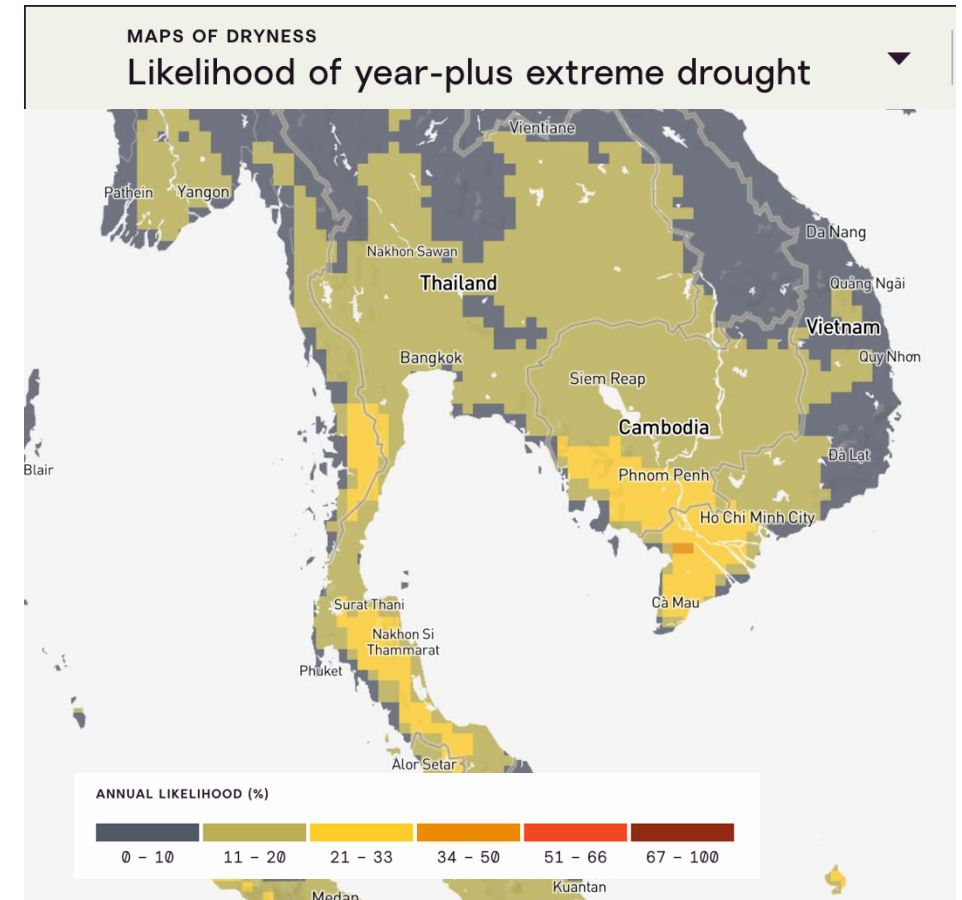 MAPS OF DRYNESS
Likelihood of year-plus extreme drought
Vientiane
Pathein
Yangon
Da Nang
Nakhon Sawan
Thailand
Quảng Ngãi
Vietnam
Bangkok
Quy Nhơn
Siem Reap
Cambodia
Blair
Đà Lạt
Phnom Penh
Ho Chi Minh City
Surat Thani
Cà Mau
Nakhon Si
Thammarat
Phuket
Alor Setar
ANNUAL LIKELIHOOD (%)
0 – 10
11 – 20
21 – 33
34 – 50
51 – 66
67 – 100
Kuantan
Medan